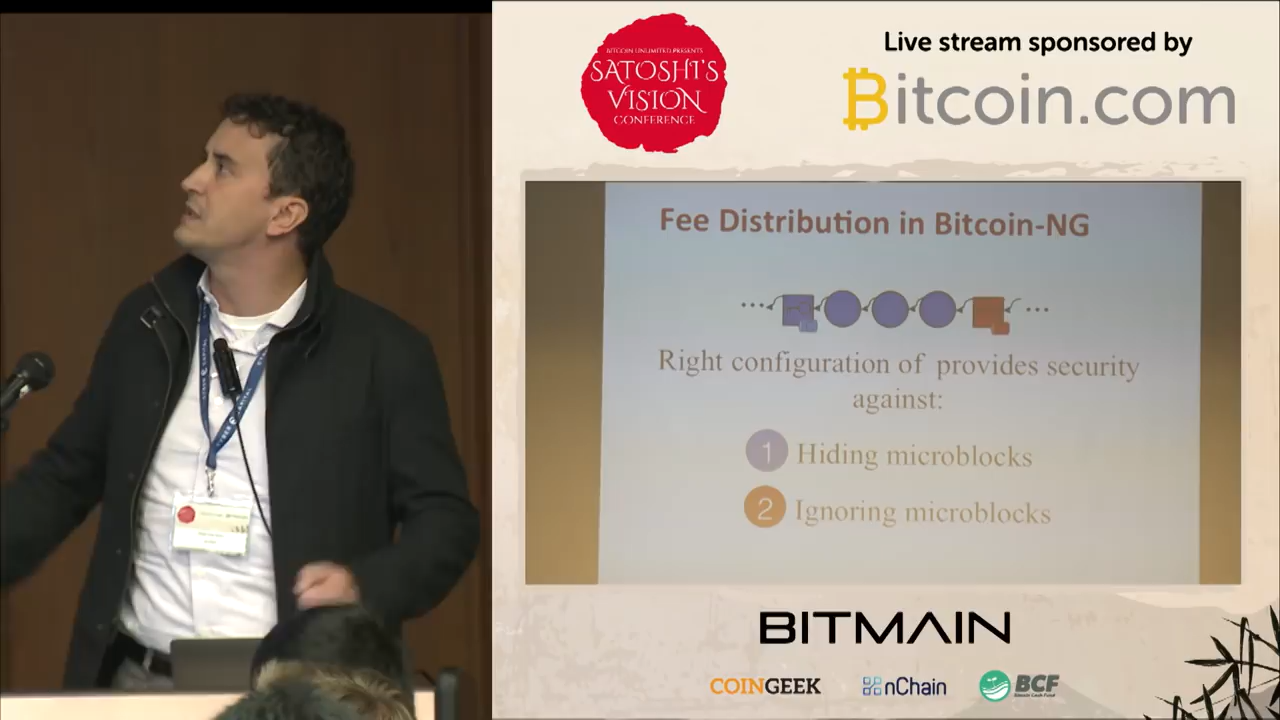 BITCOIN UNLIMITED PRESENTS
SATOSHI'S
VISION
CONFERENCE
Live stream sponsored by
Bitcoin.com
Fee Distribution in Bitcoin-NG
Right configuration of provides security
against:
1 Hiding microblocks
2 Ignoring microblocks
BITMAIN
COINGEEK
nChain
BCF